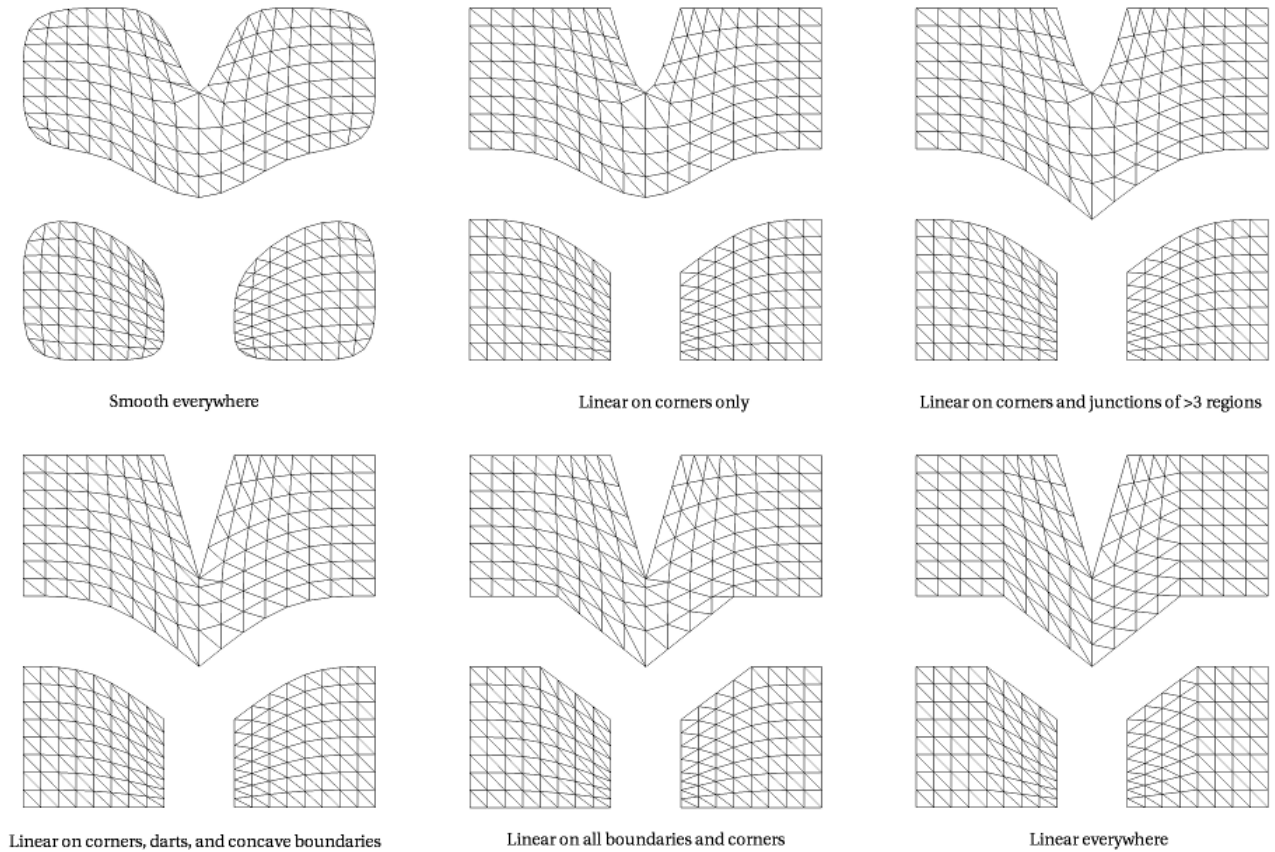 Smooth everywhere
Linear on corners only
Linear on corners and junctions of >3 regions
Linear on corners, darts, and concave boundaries
Linear on all boundaries and corners
Linear everywhere